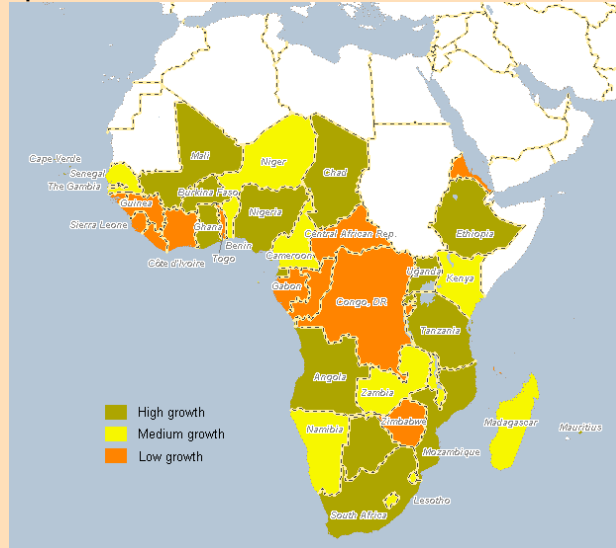 Mali
Niger
Chad
Cape Verde
Senegal
The Gambia
Burkina Faso
Guinea
Nigeria
Ethiopia
Sierra Leone
Ghana
Central African Rep.
Benin
Togo
Cameroon
Côte d'Ivoire
Uganda
Kenya
Gabon
Congo, DR
Tanzania
Angola
Zambia
High growth
Medium growth
Low growth
Namibia
Zimbabwe
Madagascar
Mauritius
Mozambique
Lesotho
South Africa